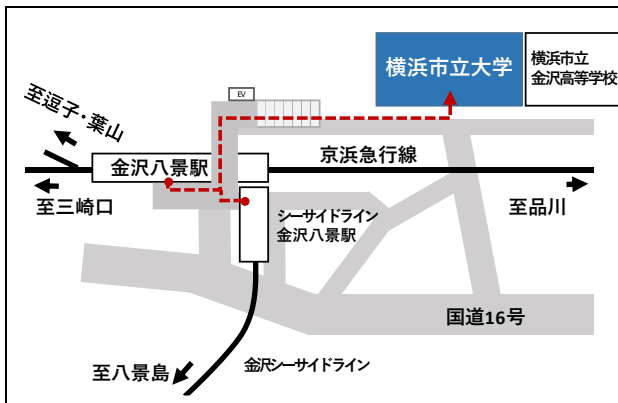 横浜市立大学
横浜市立
金沢高等学校
EV
至逗子・葉山
金沢八景駅
京浜急行線
至三崎口
至品川
シーサイドライン
金沢八景駅
国道16号
至八景島
金沢シーサイドライン